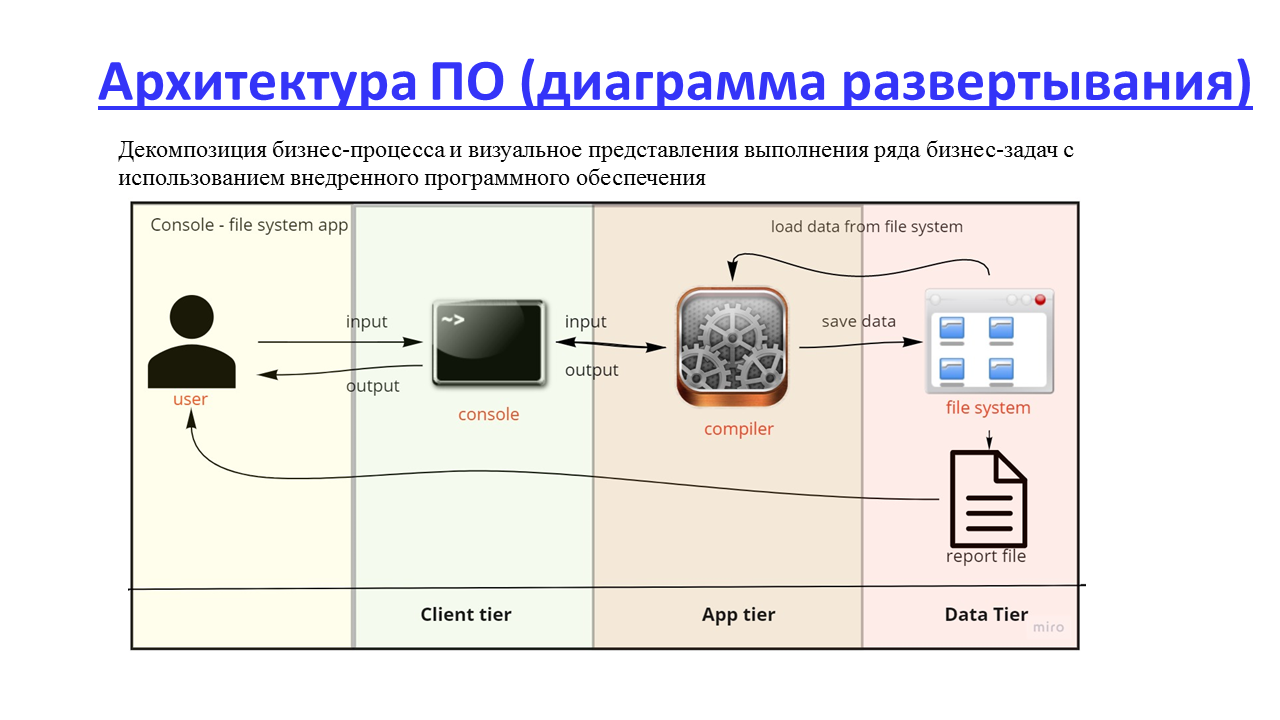 Архитектура ПО (диаграмма развертывания)
Декомпозиция бизнес-процесса и визуальное представления выполнения ряда бизнес-задач с
использованием внедренного программного обеспечения
Console - file system app
load data from file system
input
input
save data
output
output
~>
user
console
compiler
file system
report file
Client tier
App tier
Data Tier
miro